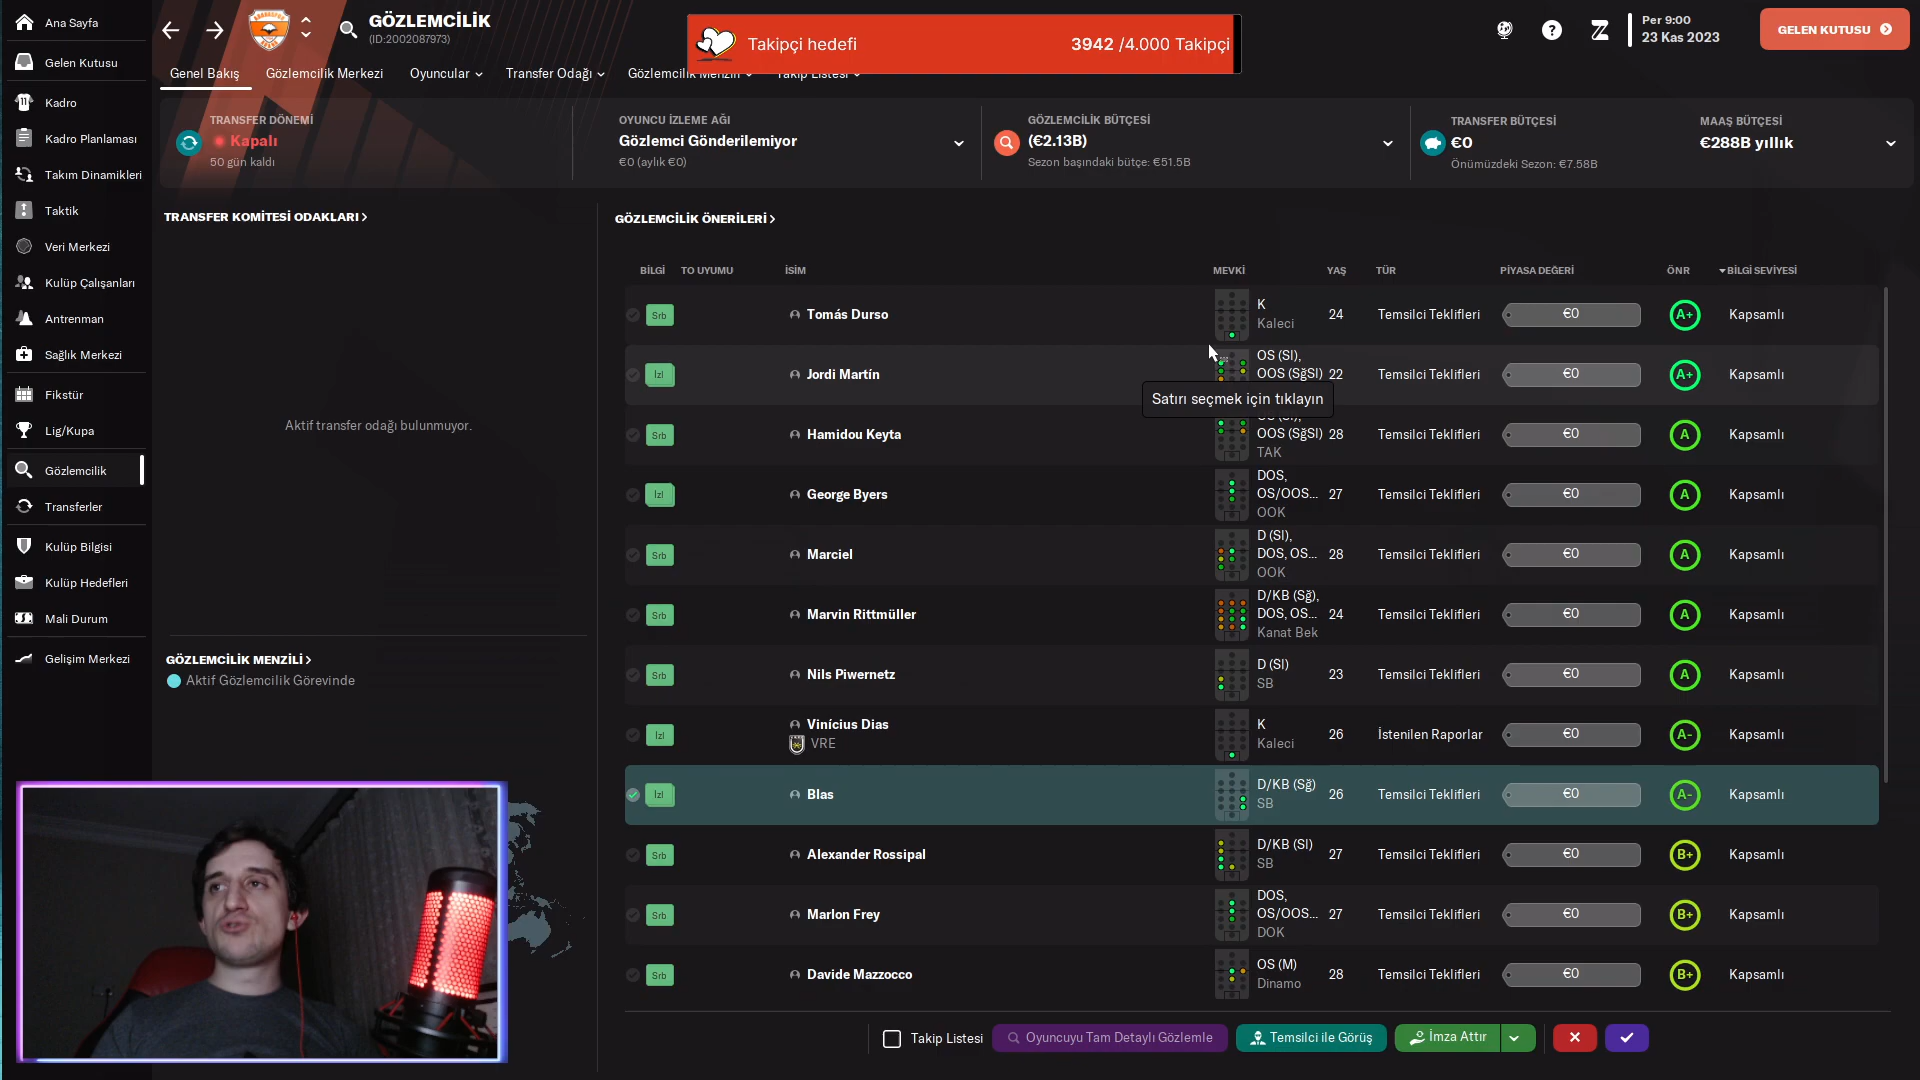 Ana Sayfa
Gelen Kutusu
Kadro
Kadro Planlaması
Takım Dinamikleri
Taktik
Veri Merkezi
Kulüp Çalışanları
Antrenman
Sağlık Merkezi
Fikstür
Lig/Kupa
Gözlemcilik
Transferler
Kulüp Bilgisi
Kulüp Hedefleri
Mali Durum
Gelişim Merkezi
GÖZLEMCİLİK
(ID:2002087973)
Takipçi hedefi 3942 /4.000 Takipçi
Per 9:00
23 Kas 2023
GELEN KUTUSU
Genel Bakış Gözlemcilik Merkezi Oyuncular Transfer Odağı Gözlemcilik Menzili Takip Listesi
TRANSFER DÖNEMİ
Kapalı
50 gün kaldı
OYUNCU İZLEME AĞI
Gözlemci Gönderilemiyor
€0 (aylık €0)
GÖZLEMCİLİK BÜTÇESİ
(€2.13B)
Sezon başındaki bütçe: €51.5B
TRANSFER BÜTÇESİ
€0
Önümüzdeki Sezon: €7.58B
MAAŞ BÜTÇESİ
€288B yıllık
TRANSFER KOMİTESİ ODAKLARI
Aktif transfer odağı bulunmuyor.
GÖZLEMCİLİK MENZİLİ
Aktif Gözlemcilik Görevinde
GÖZLEMCİLİK ÖNERİLERİ
BİLGİ TO UYUMU İSİM MEVKİ YAŞ TÜR PİYASA DEĞERİ ÖNR BİLGİ SEVİYESİ
Srb Tomás Durso K Kaleci 24 Temsilci Teklifleri €0 A+ Kapsamlı
İzl Jordi Martín OS (Sl), OOS (SğSl) 22 Temsilci Teklifleri €0 A+ Kapsamlı
Satırı seçmek için tıklayın
Srb Hamidou Keyta OS (Sl), OOS (SğSl) TAK 28 Temsilci Teklifleri €0 A Kapsamlı
İzl George Byers DOS, OS/OOS... OOK 27 Temsilci Teklifleri €0 A Kapsamlı
Srb Marciel D (Sl), DOS, OS... OOK 28 Temsilci Teklifleri €0 A Kapsamlı
Srb Marvin Rittmüller D/KB (Sğ), DOS, OS... Kanat Bek 24 Temsilci Teklifleri €0 A Kapsamlı
Srb Nils Piwernetz D (Sl) SB 23 Temsilci Teklifleri €0 A Kapsamlı
İzl Vinícius Dias VRE K Kaleci 26 İstenilen Raporlar €0 A- Kapsamlı
İzl Blas D/KB (Sğ) SB 26 Temsilci Teklifleri €0 A- Kapsamlı
Srb Alexander Rossipal D/KB (Sl) SB 27 Temsilci Teklifleri €0 B+ Kapsamlı
Srb Marlon Frey DOS, OS/OOS... DOK 27 Temsilci Teklifleri €0 B+ Kapsamlı
Srb Davide Mazzocco OS (M) Dinamo 28 Temsilci Teklifleri €0 B+ Kapsamlı
Takip Listesi Oyuncuyu Tam Detaylı Gözlemle Temsilci ile Görüş İmza Attır